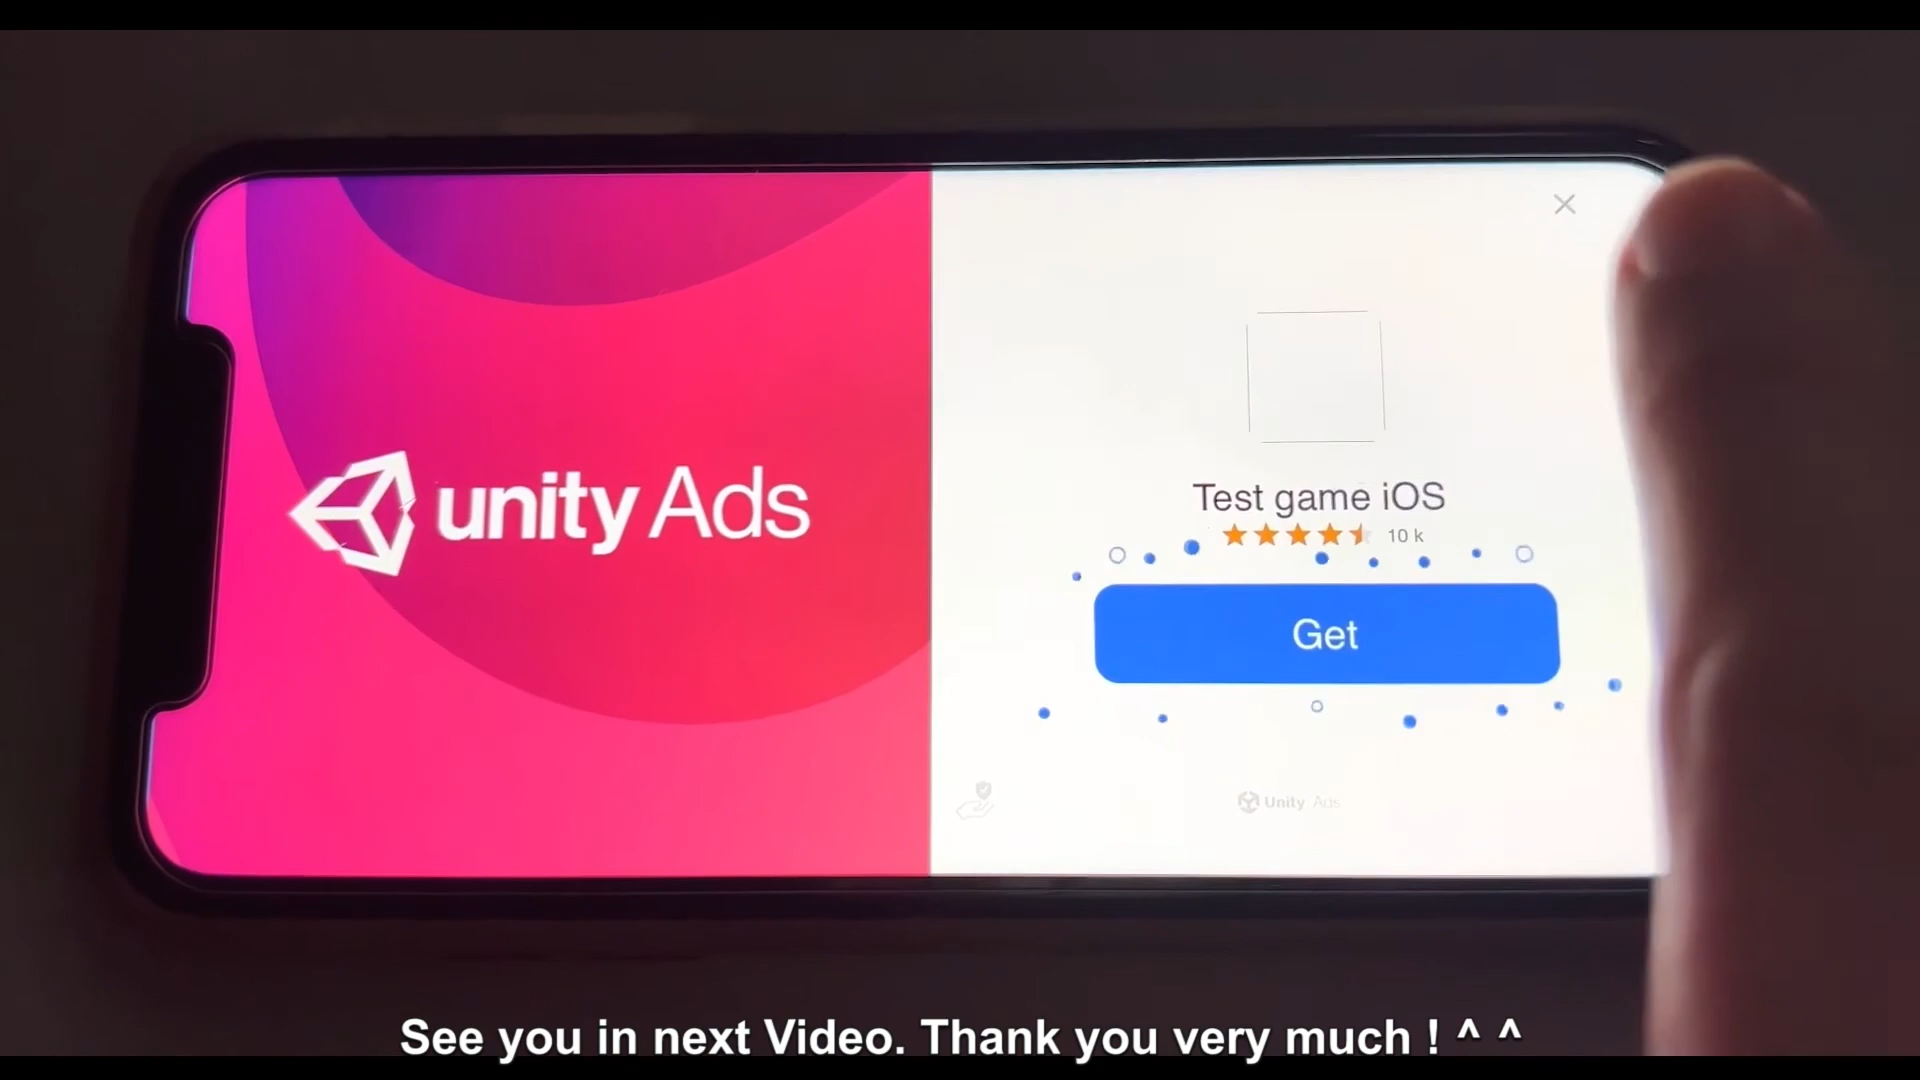 unity Ads
Test game iOS
10 k
Get
Unity Ads
See you in next Video. Thank you very much ! ^ ^